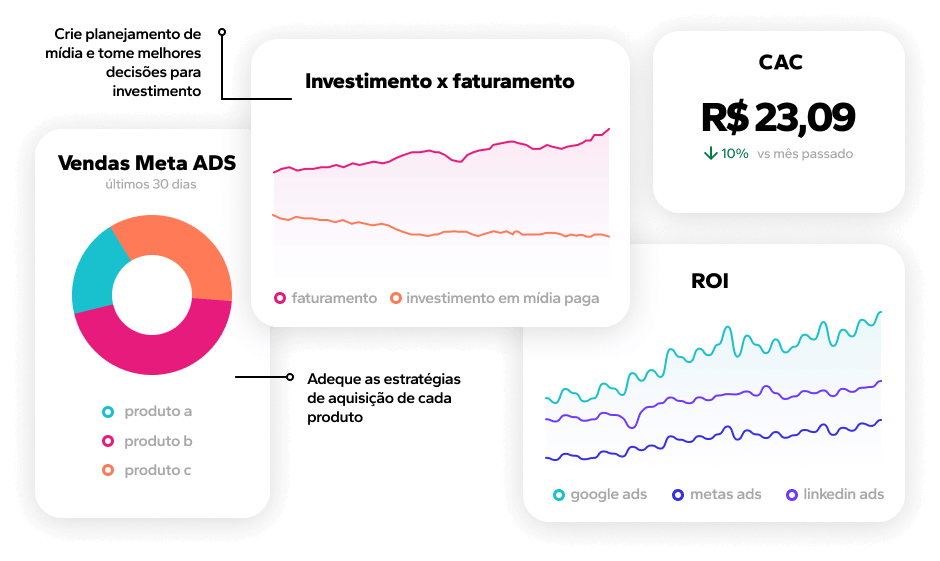 Crie planejamento de
mídia e tome melhores
decisões para
investimento
Investimento x faturamento
faturamento
investimento em mídia paga
CAC
R$ 23,09
10% vs mês passado
Vendas Meta ADS
últimos 30 dias
produto a
produto b
produto c
Adeque as estratégias
de aquisição de cada
produto
ROI
google ads
metas ads
linkedin ads